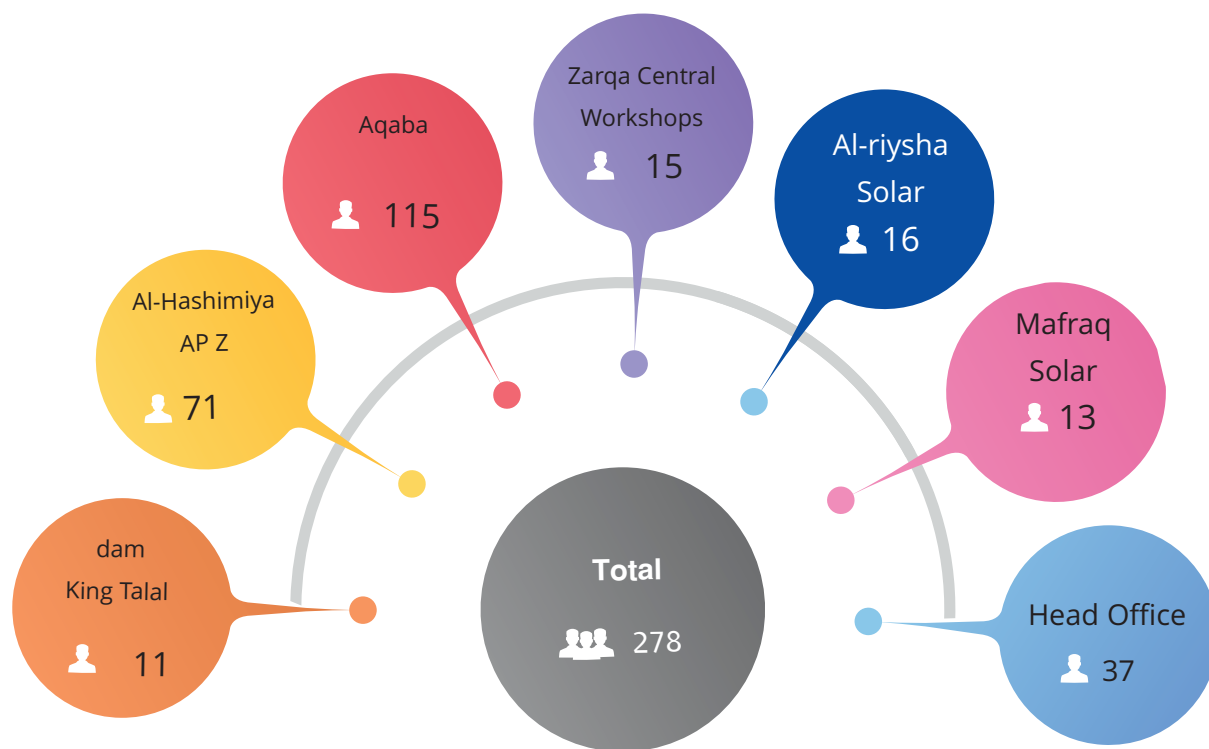 Zarqa Central
Workshops
15
Aqaba
115
Al-riysha
Solar
16
Al-Hashimiya
AP Z
71
Mafraq
Solar
13
dam
King Talal
11
Total
278
Head Office
37